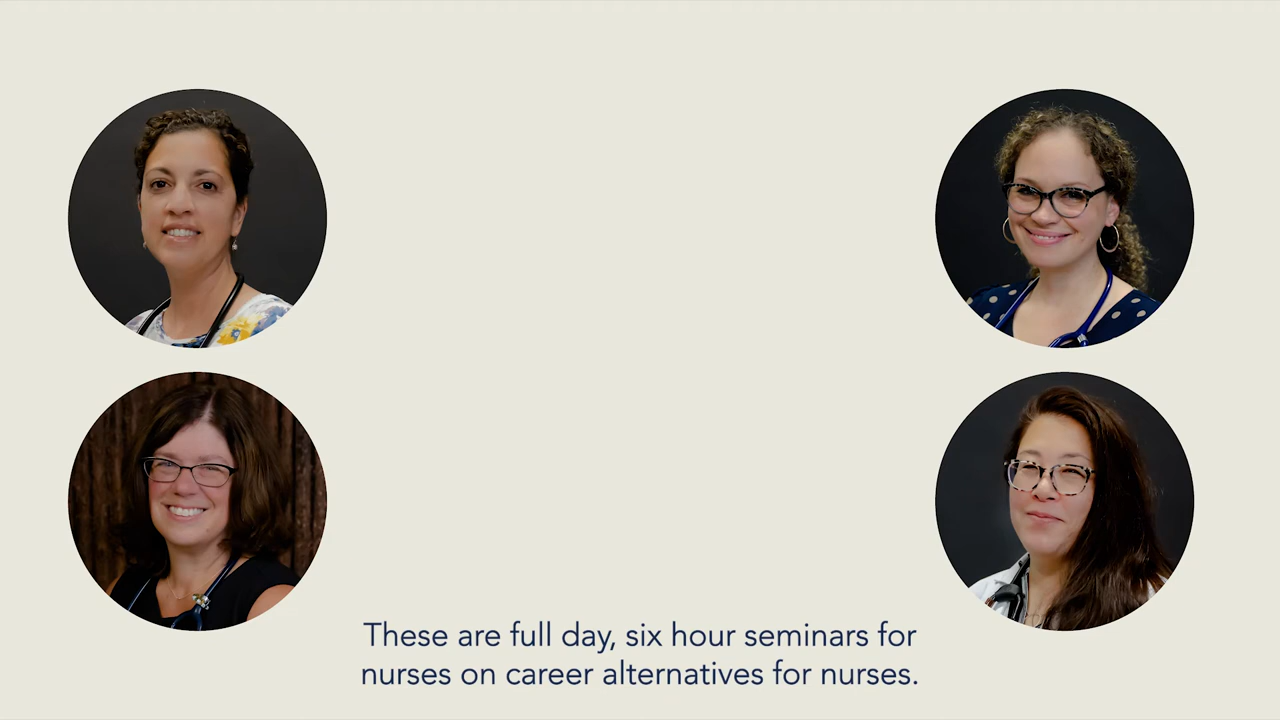 These are full day, six hour seminars for
nurses on career alternatives for nurses.